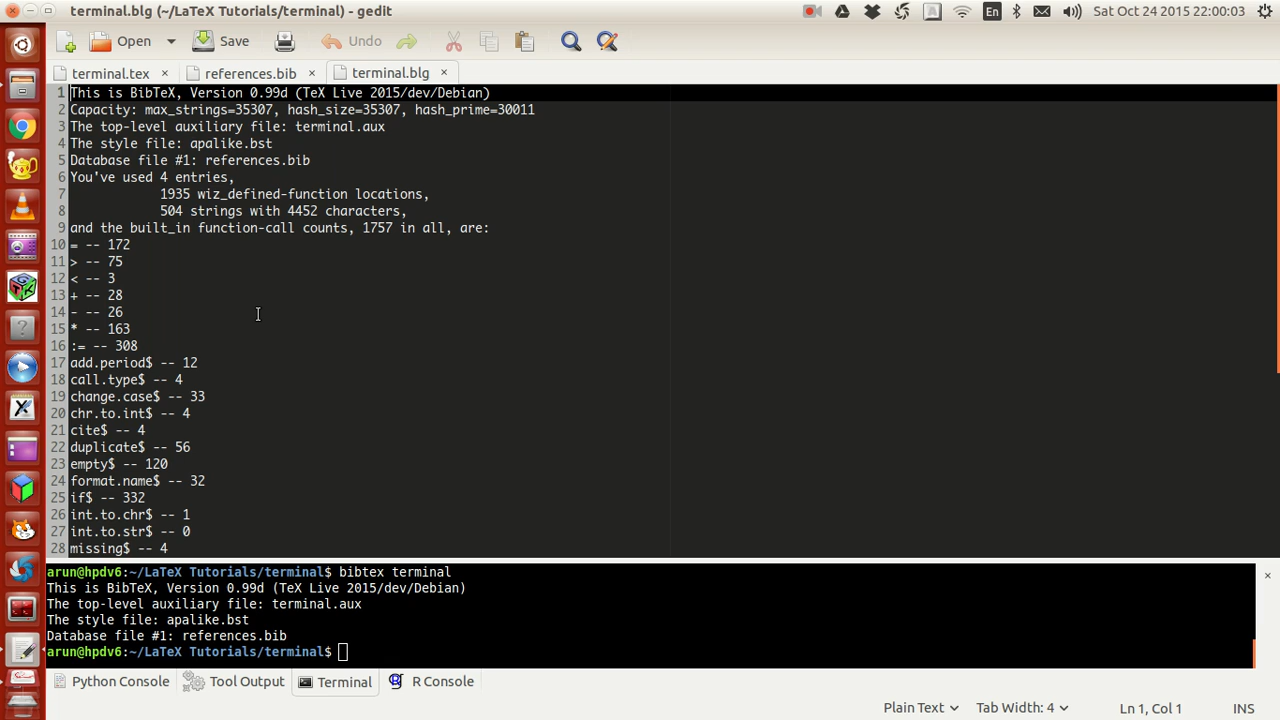 terminal.blg (~/LaTeX Tutorials/terminal) - gedit
En
Sat Oct 24 2015 22:00:03
Open
Save
Undo
terminal.tex ×
references.bib ×
terminal.blg ×
1 This is BibTeX, Version 0.99d (TeX Live 2015/dev/Debian)
2 Capacity: max_strings=35307, hash_size=35307, hash_prime=30011
3 The top-level auxiliary file: terminal.aux
4 The style file: apalike.bst
5 Database file #1: references.bib
6 You've used 4 entries,
7 1935 wiz_defined-function locations,
8 504 strings with 4452 characters,
9 and the built_in function-call counts, 1757 in all, are:
10 = -- 172
11 > -- 75
12 < -- 3
13 + -- 28
14 - -- 26
15 * -- 163
16 := -- 308
17 add.period$ -- 12
18 call.type$ -- 4
19 change.case$ -- 33
20 chr.to.int$ -- 4
21 cite$ -- 4
22 duplicate$ -- 56
23 empty$ -- 120
24 format.name$ -- 32
25 if$ -- 332
26 int.to.chr$ -- 1
27 int.to.str$ -- 0
28 missing$ -- 4
arun@hpdv6:~/LaTeX Tutorials/terminal$ bibtex terminal
This is BibTeX, Version 0.99d (TeX Live 2015/dev/Debian)
The top-level auxiliary file: terminal.aux
The style file: apalike.bst
Database file #1: references.bib
arun@hpdv6:~/LaTeX Tutorials/terminal$
Python Console
Tool Output
Terminal
R Console
Plain Text
Tab Width: 4
Ln 1, Col 1
INS